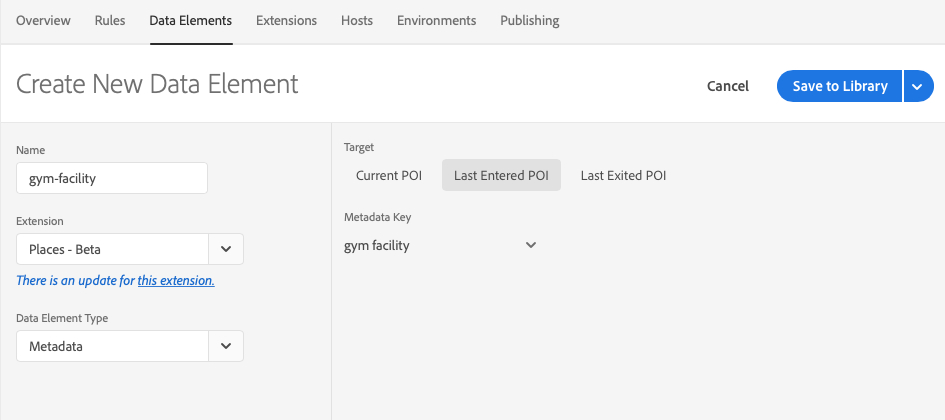 Overview Rules Data Elements Extensions Hosts Environments Publishing
Create New Data Element
Cancel Save to Library
Name
gym-facility
Extension
Places - Beta
There is an update for this extension.
Data Element Type
Metadata
Target
Current POI Last Entered POI Last Exited POI
Metadata Key
gym facility